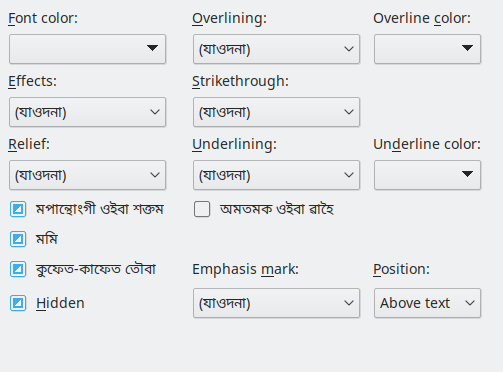 Font color: Overlining: Overline color:
(যাওদনা)
Effects: Strikethrough:
(যাওদনা) (যাওদনা)
Relief: Underlining: Underline color:
(যাওদনা) (যাওদনা)
মপান্থোংগী ওইবা শক্তম অমতমক ওইবা ৱাহৈ
মমি
কুফেত-কাফেত তৌবা Emphasis mark: Position:
Hidden (যাওদনা) Above text